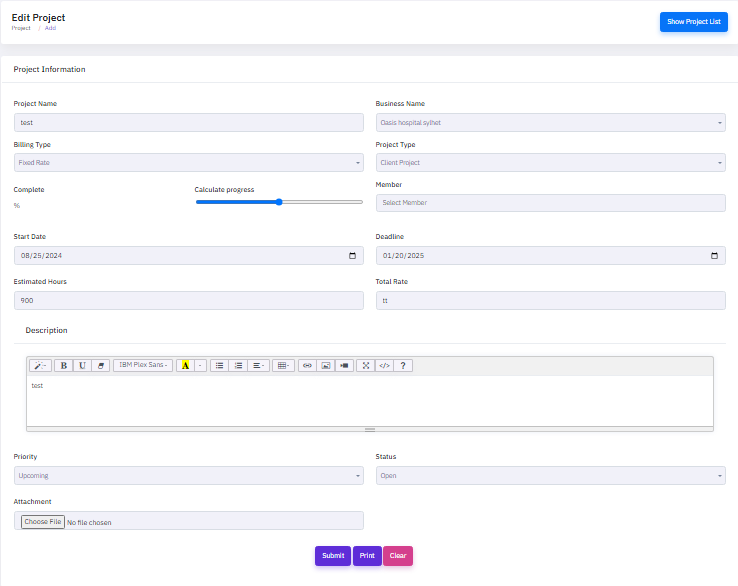 Edit Project
Project / Add
Show Project List
Project Information
Project Name
test
Business Name
Oasis hospital sylhet
Billing Type
Fixed Rate
Project Type
Client Project
Complete
%
Calculate progress
Member
Select Member
Start Date
08/25/2024
Deadline
01/20/2025
Estimated Hours
900
Total Rate
tt
Description
B U IBM Plex Sans A </> ?
test
Priority
Upcoming
Status
Open
Attachment
Choose File No file chosen
Submit Print Clear